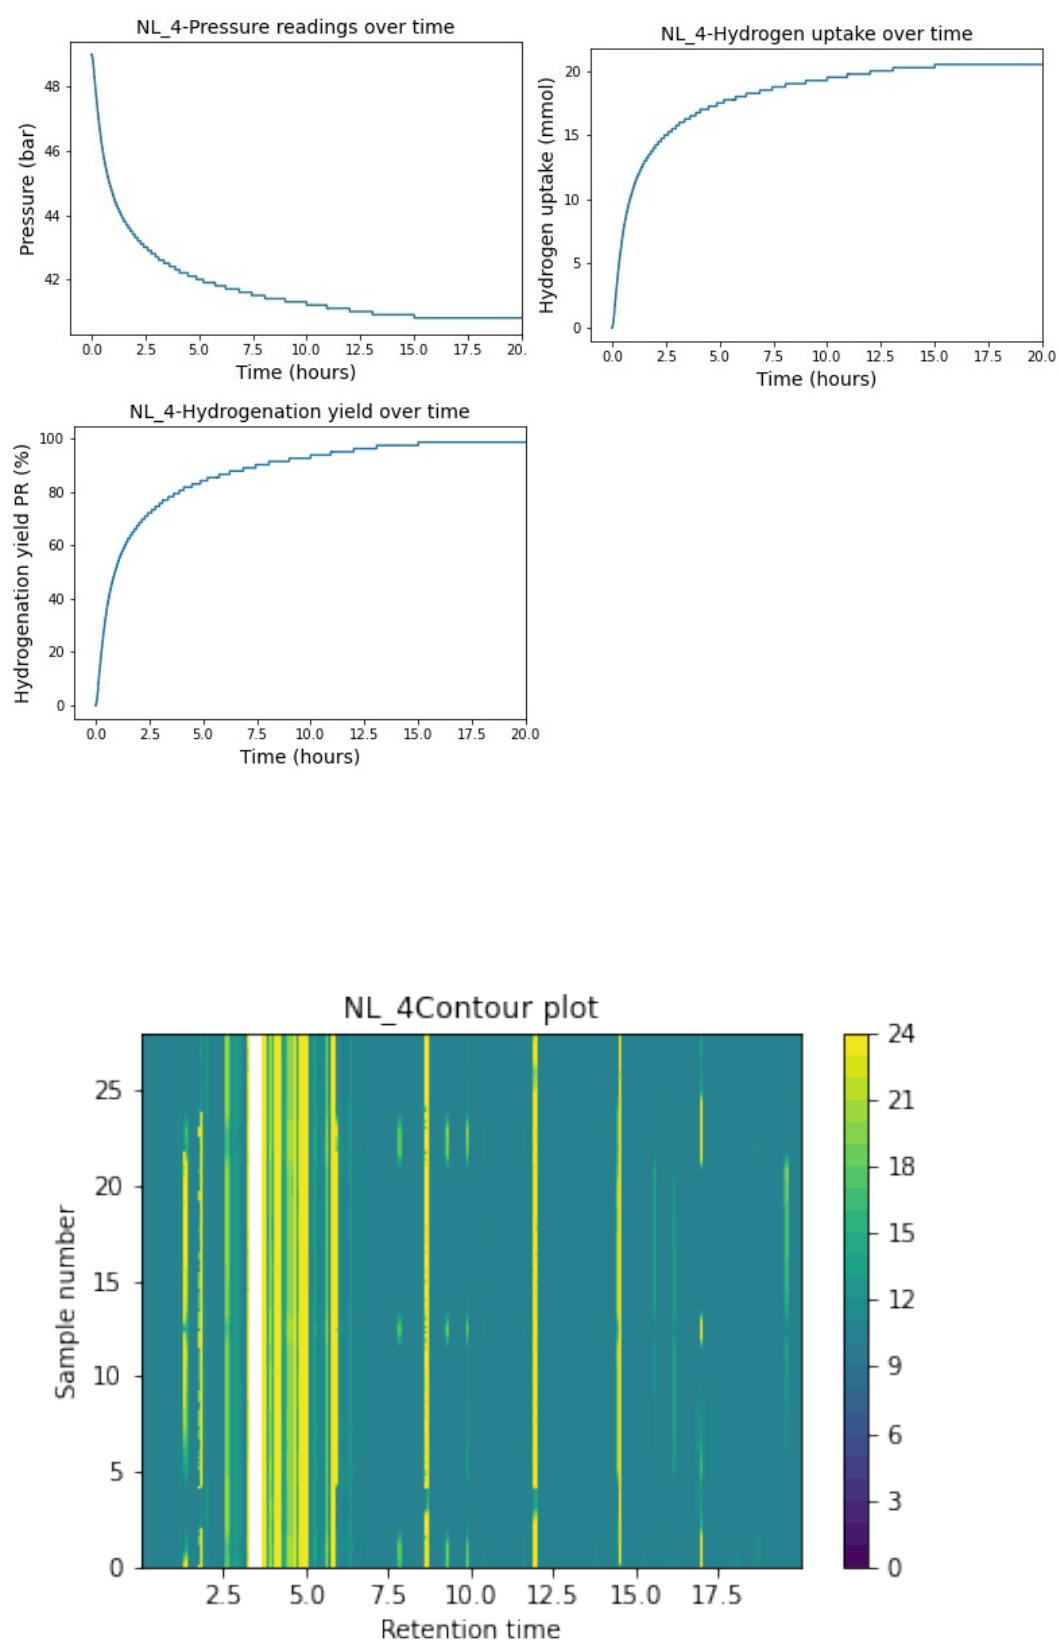 NL_4-Pressure readings over time
Pressure (bar)
48
46
44
42
0.0 2.5 5.0 7.5 10.0 12.5 15.0 17.5 20.
Time (hours)
NL_4-Hydrogen uptake over time
Hydrogen uptake (mmol)
20
15
10
5
0
0.0 2.5 5.0 7.5 10.0 12.5 15.0 17.5 20.0
Time (hours)
NL_4-Hydrogenation yield over time
Hydrogenation yield PR (%)
100
80
60
40
20
0
0.0 2.5 5.0 7.5 10.0 12.5 15.0 17.5 20.0
Time (hours)
NL_4Contour plot
Sample number
25
20
15
10
5
0
2.5 5.0 7.5 10.0 12.5 15.0 17.5
Retention time
24
21
18
15
12
9
6
3
0